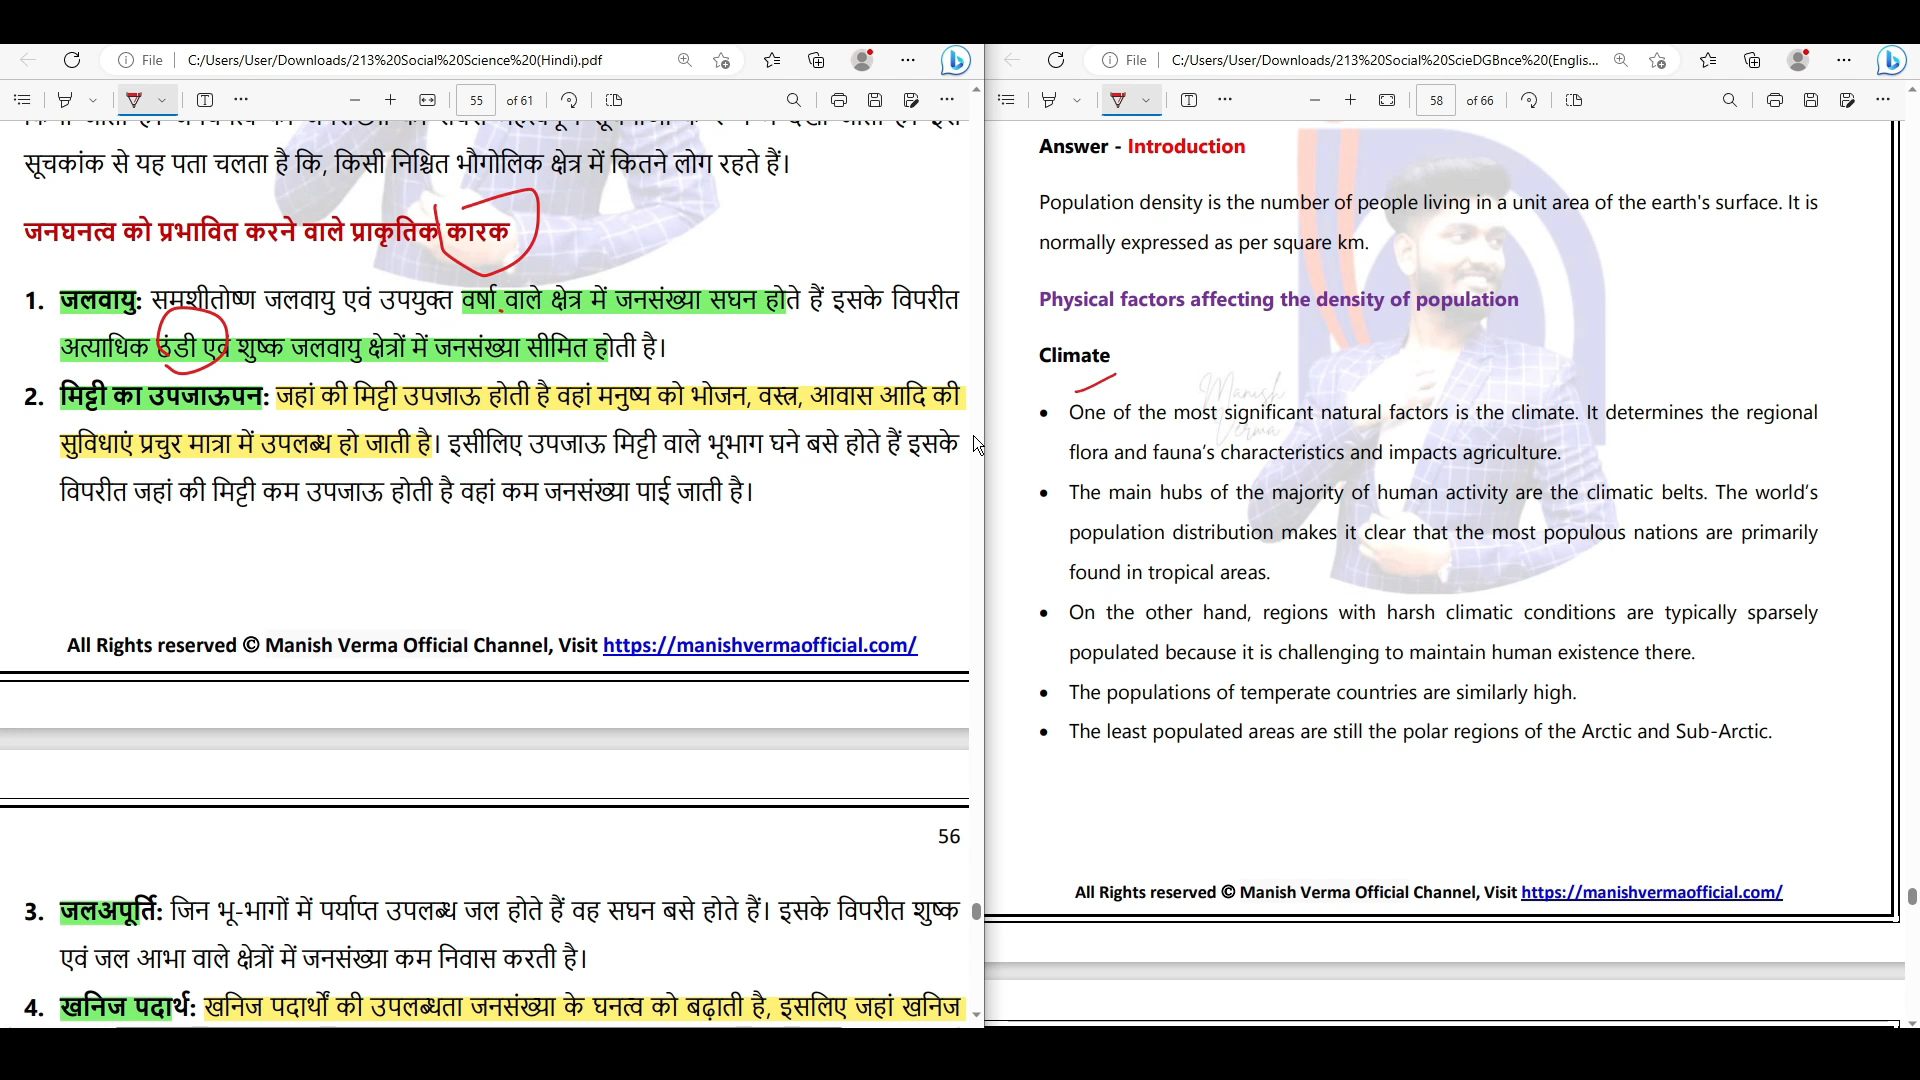 File
C:/Users/User/Downloads/213%20Social%20Science%20(Hindi).pdf
55 of 61
सूचकांक से यह पता चलता है कि, किसी निश्चित भौगोलिक क्षेत्र में कितने लोग रहते हैं।
जनघनत्व को प्रभावित करने वाले प्राकृतिक कारक
1. जलवायु: समशीतोष्ण जलवायु एवं उपयुक्त वर्षा वाले क्षेत्र में जनसंख्या सघन होते हैं इसके विपरीत
अत्याधिक ठंडी एवं शुष्क जलवायु क्षेत्रों में जनसंख्या सीमित होती है।
2. मिट्टी का उपजाऊपन: जहां की मिट्टी उपजाऊ होती है वहां मनुष्य को भोजन, वस्त्र, आवास आदि की
सुविधाएं प्रचुर मात्रा में उपलब्ध हो जाती है। इसीलिए उपजाऊ मिट्टी वाले भूभाग घने बसे होते हैं इसके
विपरीत जहां की मिट्टी कम उपजाऊ होती है वहां कम जनसंख्या पाई जाती है।
All Rights reserved © Manish Verma Official Channel, Visit https://manishvermaofficial.com/
56
3. जलअपूर्ति: जिन भू-भागों में पर्याप्त उपलब्ध जल होते हैं वह सघन बसे होते हैं। इसके विपरीत शुष्क
एवं जल आभा वाले क्षेत्रों में जनसंख्या कम निवास करती है।
4. खनिज पदार्थ: खनिज पदार्थों की उपलब्धता जनसंख्या के घनत्व को बढ़ाती है, इसलिए जहां खनिज
File
C:/Users/User/Downloads/213%20Social%20ScieDGBnce%20(Englis...
58 of 66
Answer - Introduction
Population density is the number of people living in a unit area of the earth's surface. It is
normally expressed as per square km.
Physical factors affecting the density of population
Climate
Manish
Verma
• One of the most significant natural factors is the climate. It determines the regional
flora and fauna’s characteristics and impacts agriculture.
• The main hubs of the majority of human activity are the climatic belts. The world’s
population distribution makes it clear that the most populous nations are primarily
found in tropical areas.
• On the other hand, regions with harsh climatic conditions are typically sparsely
populated because it is challenging to maintain human existence there.
• The populations of temperate countries are similarly high.
• The least populated areas are still the polar regions of the Arctic and Sub-Arctic.
All Rights reserved © Manish Verma Official Channel, Visit https://manishvermaofficial.com/